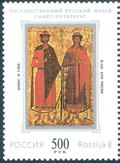 ГОСУДАРСТВЕННЫЙ РУССКИЙ МУЗЕЙ
САНКТ-ПЕТЕРБУРГ
РОССИЯ 500 Rossija
РУБ